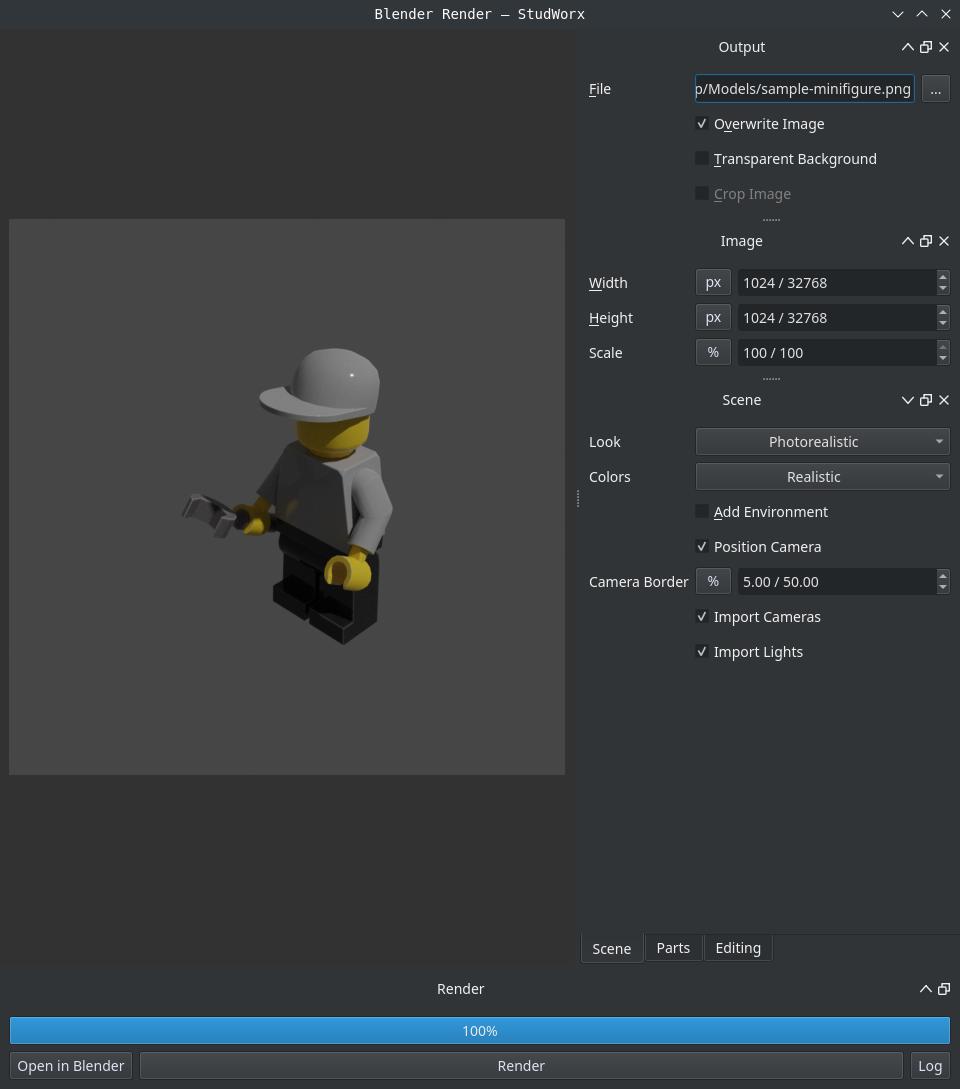 Blender Render — StudWorx
Output
File
p/Models/sample-minifigure.png
...
Overwrite Image
Transparent Background
Crop Image
Image
Width px 1024 / 32768
Height px 1024 / 32768
Scale % 100 / 100
Scene
Look Photorealistic
Colors Realistic
Add Environment
Position Camera
Camera Border % 5.00 / 50.00
Import Cameras
Import Lights
Scene Parts Editing
Render
100%
Open in Blender Render Log